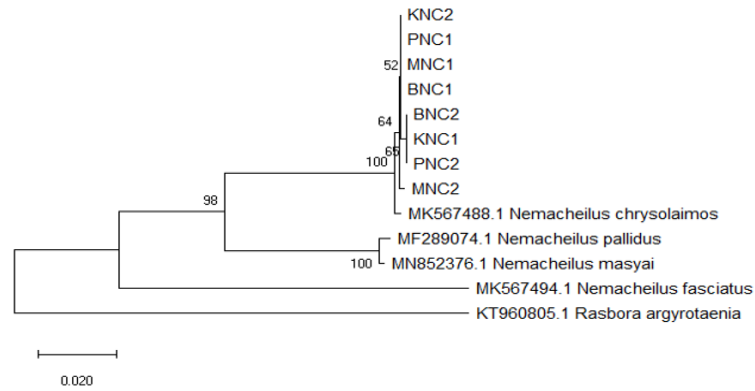 KNC2
PNC1
MNC1
52
BNC1
BNC2
64
KNC1
65
PNC2
100
MNC2
98
MK567488.1 Nemacheilus chrysolaimos
MF289074.1 Nemacheilus pallidus
100
MN852376.1 Nemacheilus masyai
MK567494.1 Nemacheilus fasciatus
KT960805.1 Rasbora argyrotaenia
0.020